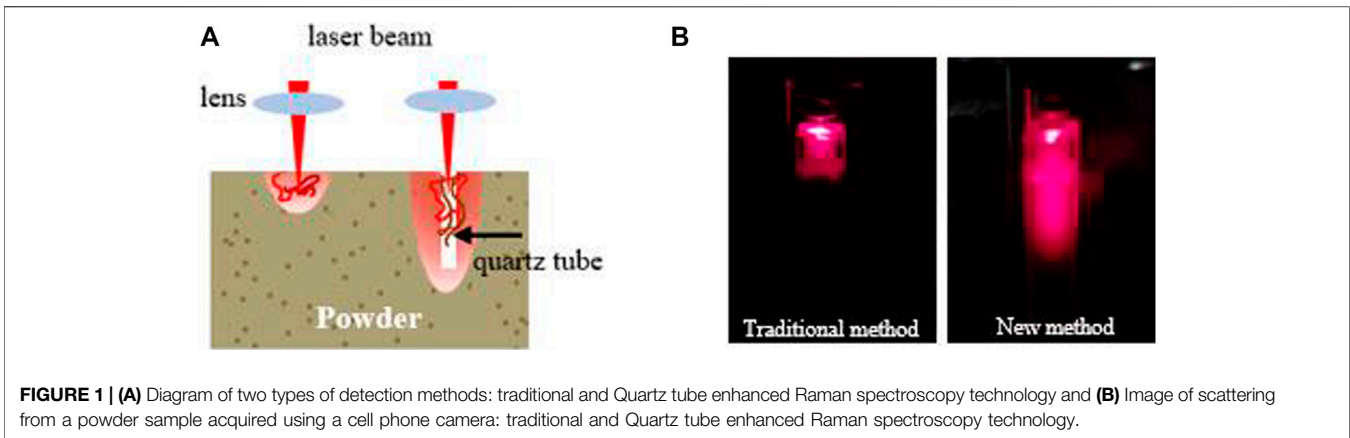 A
laser beam
lens
quartz tube
Powder
B
Traditional method
New method
FIGURE 1 | (A) Diagram of two types of detection methods: traditional and Quartz tube enhanced Raman spectroscopy technology and (B) Image of scattering
from a powder sample acquired using a cell phone camera: traditional and Quartz tube enhanced Raman spectroscopy technology.